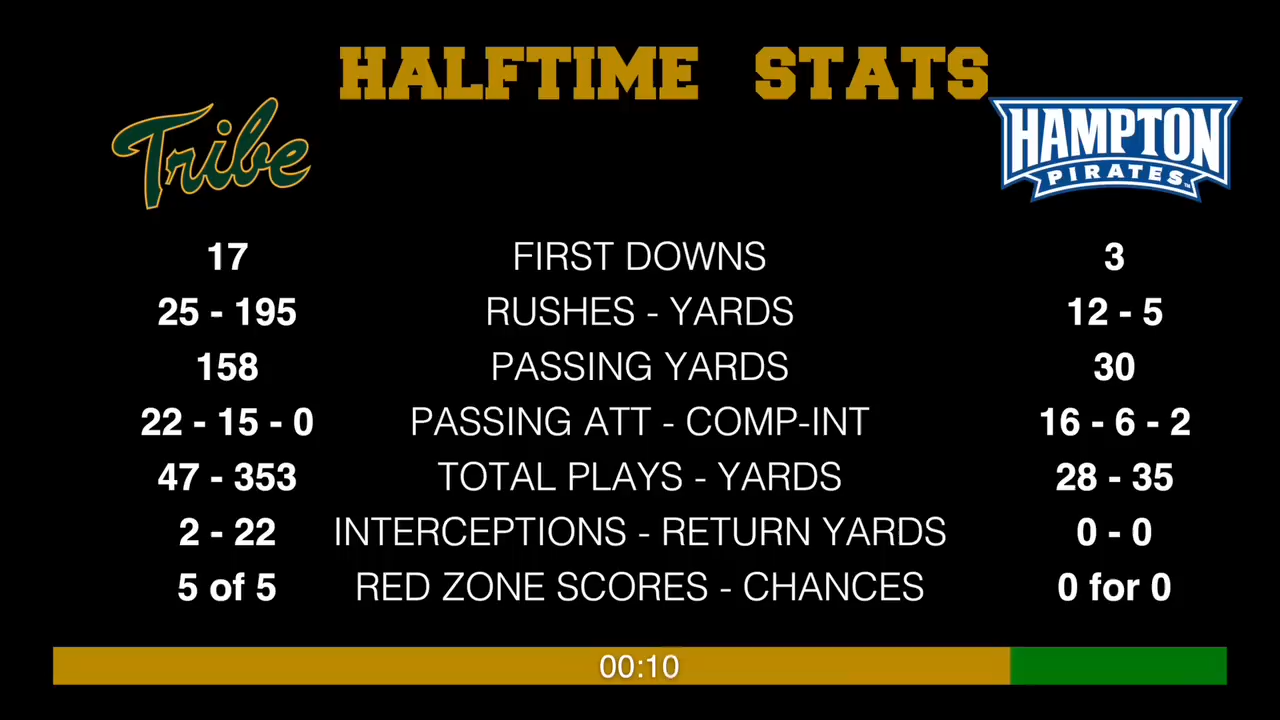 HALFTIME STATS
Tribe
HAMPTON
PIRATES™
17 FIRST DOWNS 3
25 - 195 RUSHES - YARDS 12 - 5
158 PASSING YARDS 30
22 - 15 - 0 PASSING ATT - COMP-INT 16 - 6 - 2
47 - 353 TOTAL PLAYS - YARDS 28 - 35
2 - 22 INTERCEPTIONS - RETURN YARDS 0 - 0
5 of 5 RED ZONE SCORES - CHANCES 0 for 0
00:10